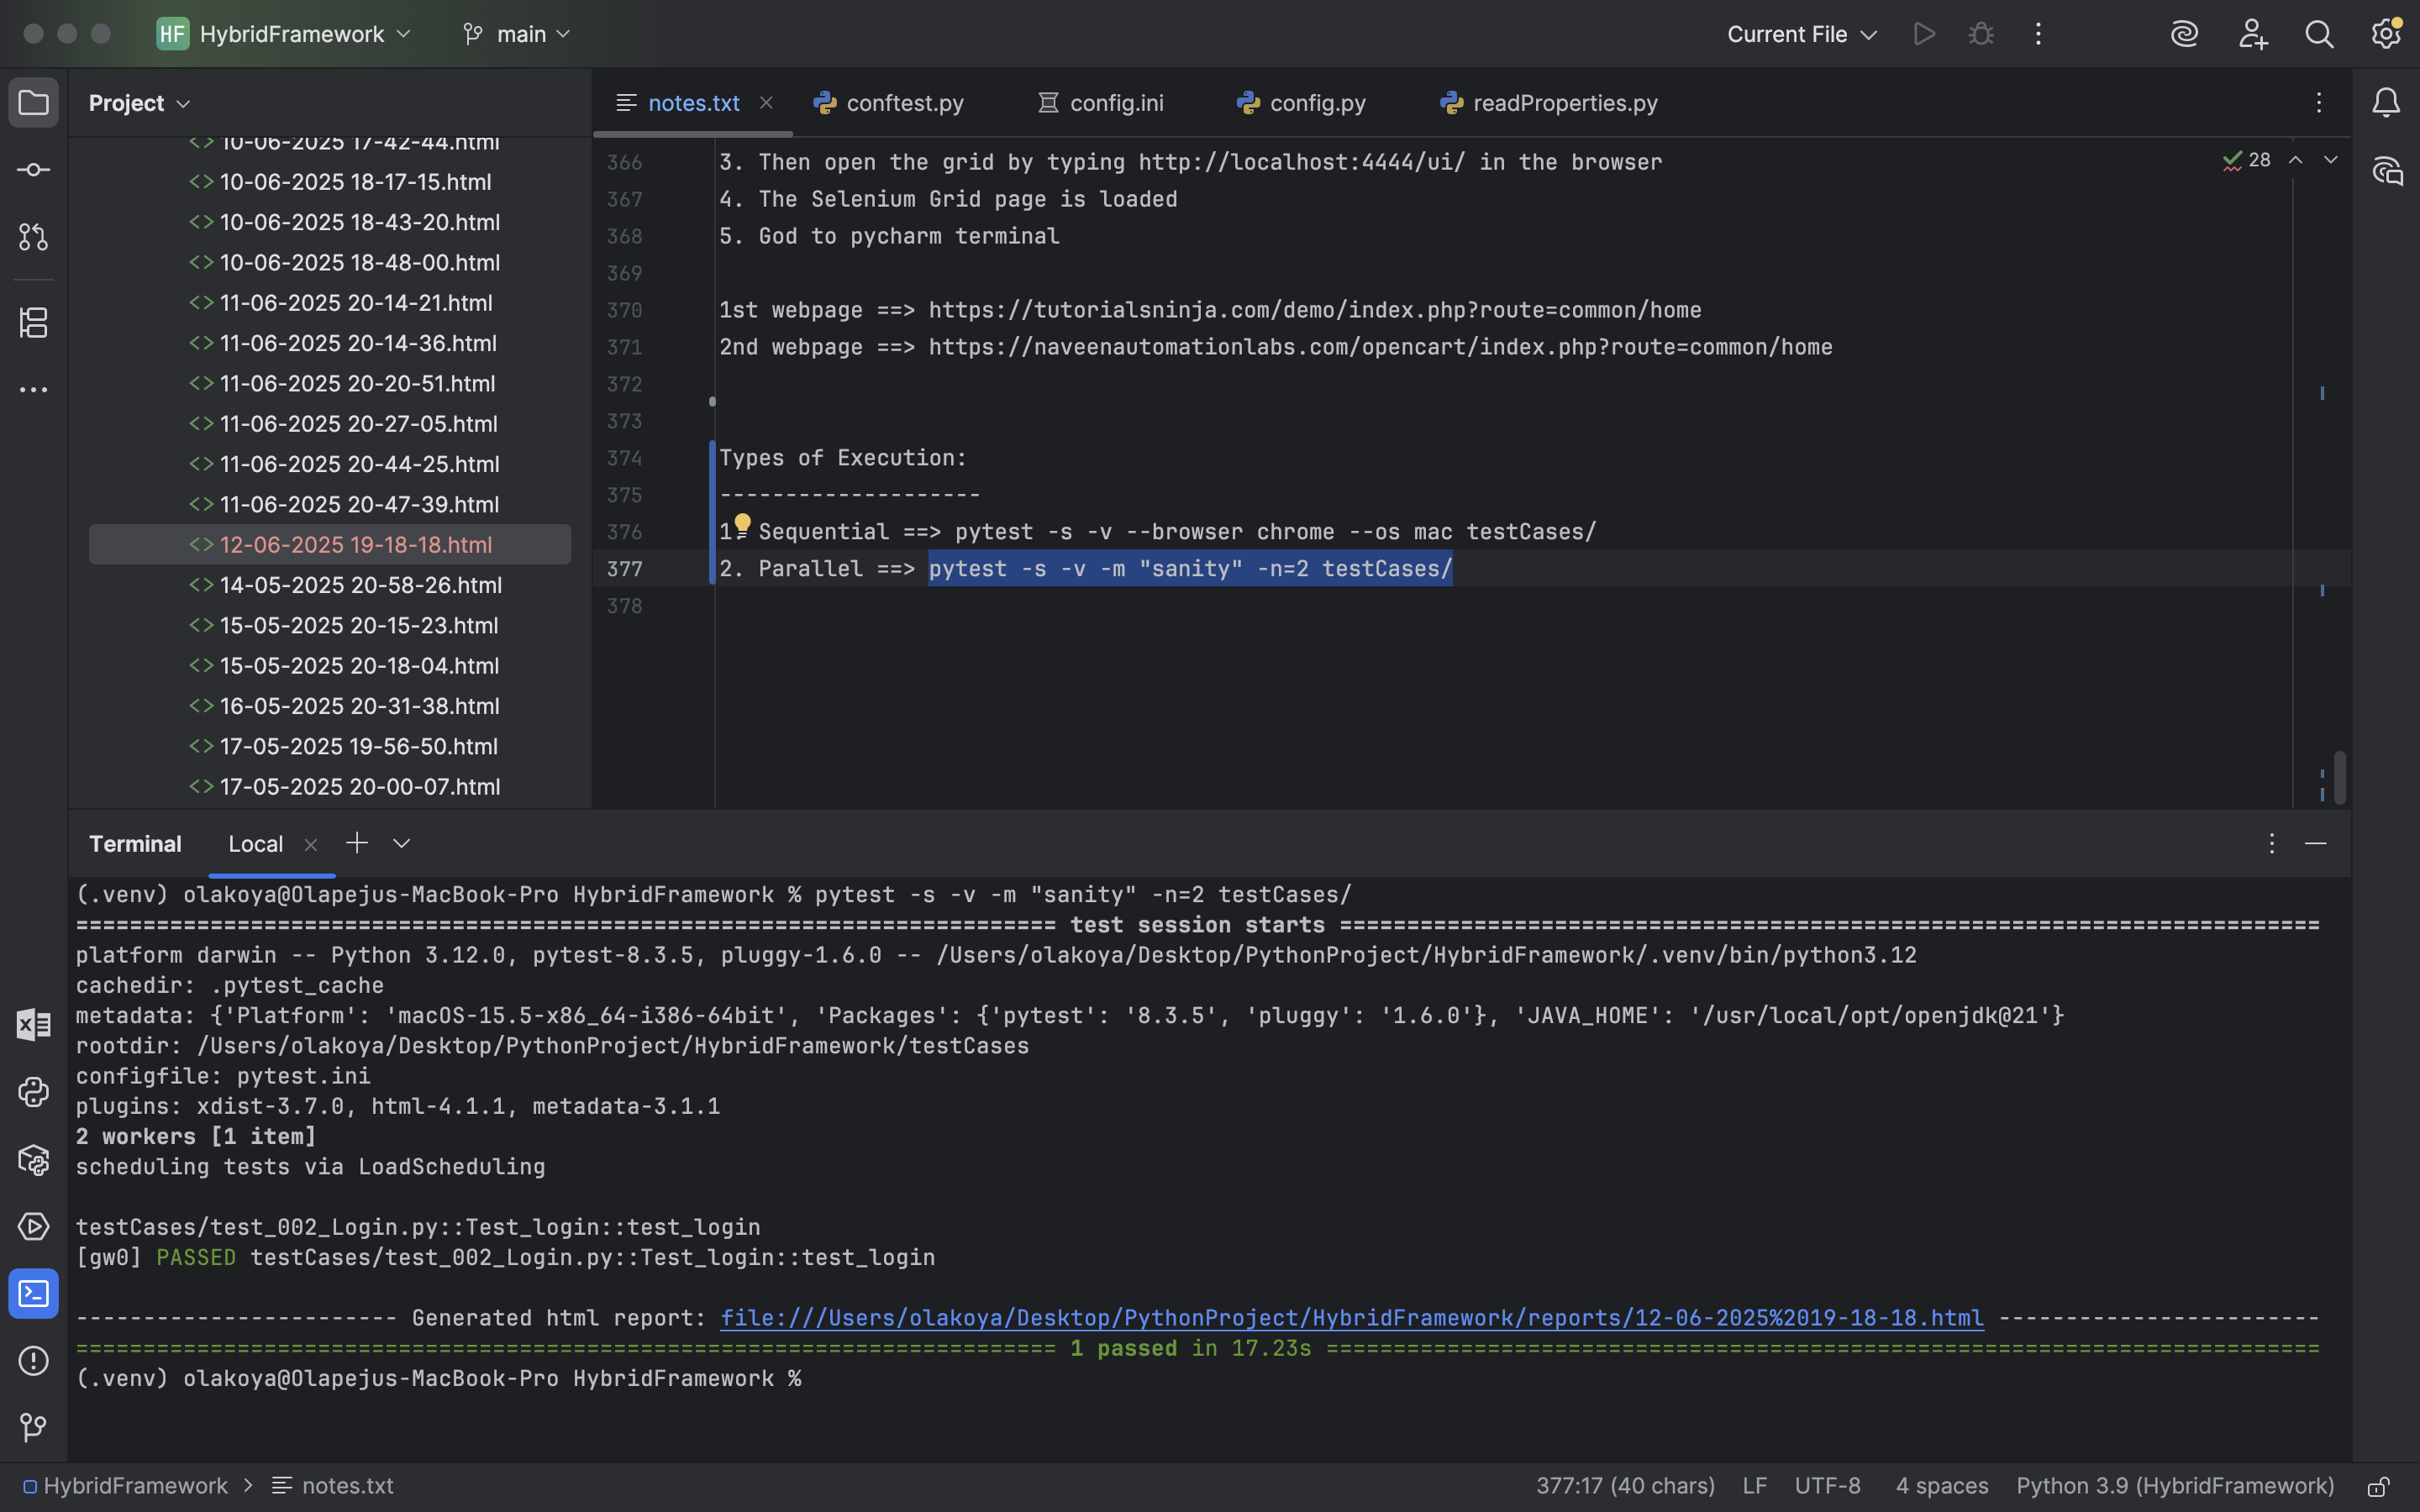 HF HybridFramework main Current File
Project
notes.txt conftest.py config.ini config.py readProperties.py
10-06-2025 17-42-44.html
10-06-2025 18-17-15.html
10-06-2025 18-43-20.html
10-06-2025 18-48-00.html
11-06-2025 20-14-21.html
11-06-2025 20-14-36.html
11-06-2025 20-20-51.html
11-06-2025 20-27-05.html
11-06-2025 20-44-25.html
11-06-2025 20-47-39.html
12-06-2025 19-18-18.html
14-05-2025 20-58-26.html
15-05-2025 20-15-23.html
15-05-2025 20-18-04.html
16-05-2025 20-31-38.html
17-05-2025 19-56-50.html
17-05-2025 20-00-07.html
28
366 3. Then open the grid by typing http://localhost:4444/ui/ in the browser
367 4. The Selenium Grid page is loaded
368 5. God to pycharm terminal
369
370 1st webpage ==> https://tutorialsninja.com/demo/index.php?route=common/home
371 2nd webpage ==> https://naveenautomationlabs.com/opencart/index.php?route=common/home
372
373
374 Types of Execution:
375 --------------------
376 1. Sequential ==> pytest -s -v --browser chrome --os mac testCases/
377 2. Parallel ==> pytest -s -v -m "sanity" -n=2 testCases/
378
Terminal Local
(.venv) olakoya@Olapejus-MacBook-Pro HybridFramework % pytest -s -v -m "sanity" -n=2 testCases/
========================================================================= test session starts =========================================================================
platform darwin -- Python 3.12.0, pytest-8.3.5, pluggy-1.6.0 -- /Users/olakoya/Desktop/PythonProject/HybridFramework/.venv/bin/python3.12
cachedir: .pytest_cache
metadata: {'Platform': 'macOS-15.5-x86_64-i386-64bit', 'Packages': {'pytest': '8.3.5', 'pluggy': '1.6.0'}, 'JAVA_HOME': '/usr/local/opt/openjdk@21'}
rootdir: /Users/olakoya/Desktop/PythonProject/HybridFramework/testCases
configfile: pytest.ini
plugins: xdist-3.7.0, html-4.1.1, metadata-3.1.1
2 workers [1 item]
scheduling tests via LoadScheduling
testCases/test_002_Login.py::Test_login::test_login
[gw0] PASSED testCases/test_002_Login.py::Test_login::test_login
------------------------ Generated html report: file:///Users/olakoya/Desktop/PythonProject/HybridFramework/reports/12-06-2025%2019-18-18.html ------------------------
========================================================================= 1 passed in 17.23s ==========================================================================
(.venv) olakoya@Olapejus-MacBook-Pro HybridFramework %
HybridFramework > notes.txt 377:17 (40 chars) LF UTF-8 4 spaces Python 3.9 (HybridFramework)